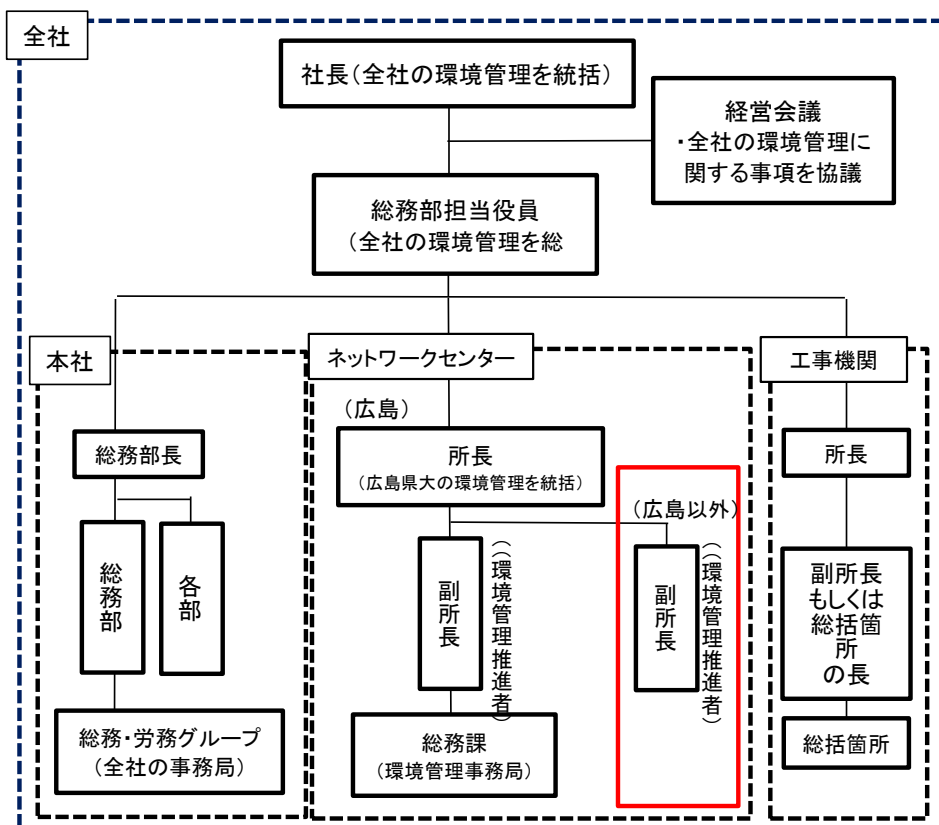 全社
社長(全社の環境管理を統括)
経営会議
・全社の環境管理に
関する事項を協議
総務部担当役員
(全社の環境管理を総
本社
ネットワークセンター
工事機関
(広島)
総務部長
所長
(広島県大の環境管理を統括)
所長
(広島以外)
総務部
各部
副所長
((環境管理推進者)
副所長
((環境管理推進者)
副所長
もしくは
総括箇
所
の長
総務・労務グループ
(全社の事務局)
総務課
(環境管理事務局)
総括箇所